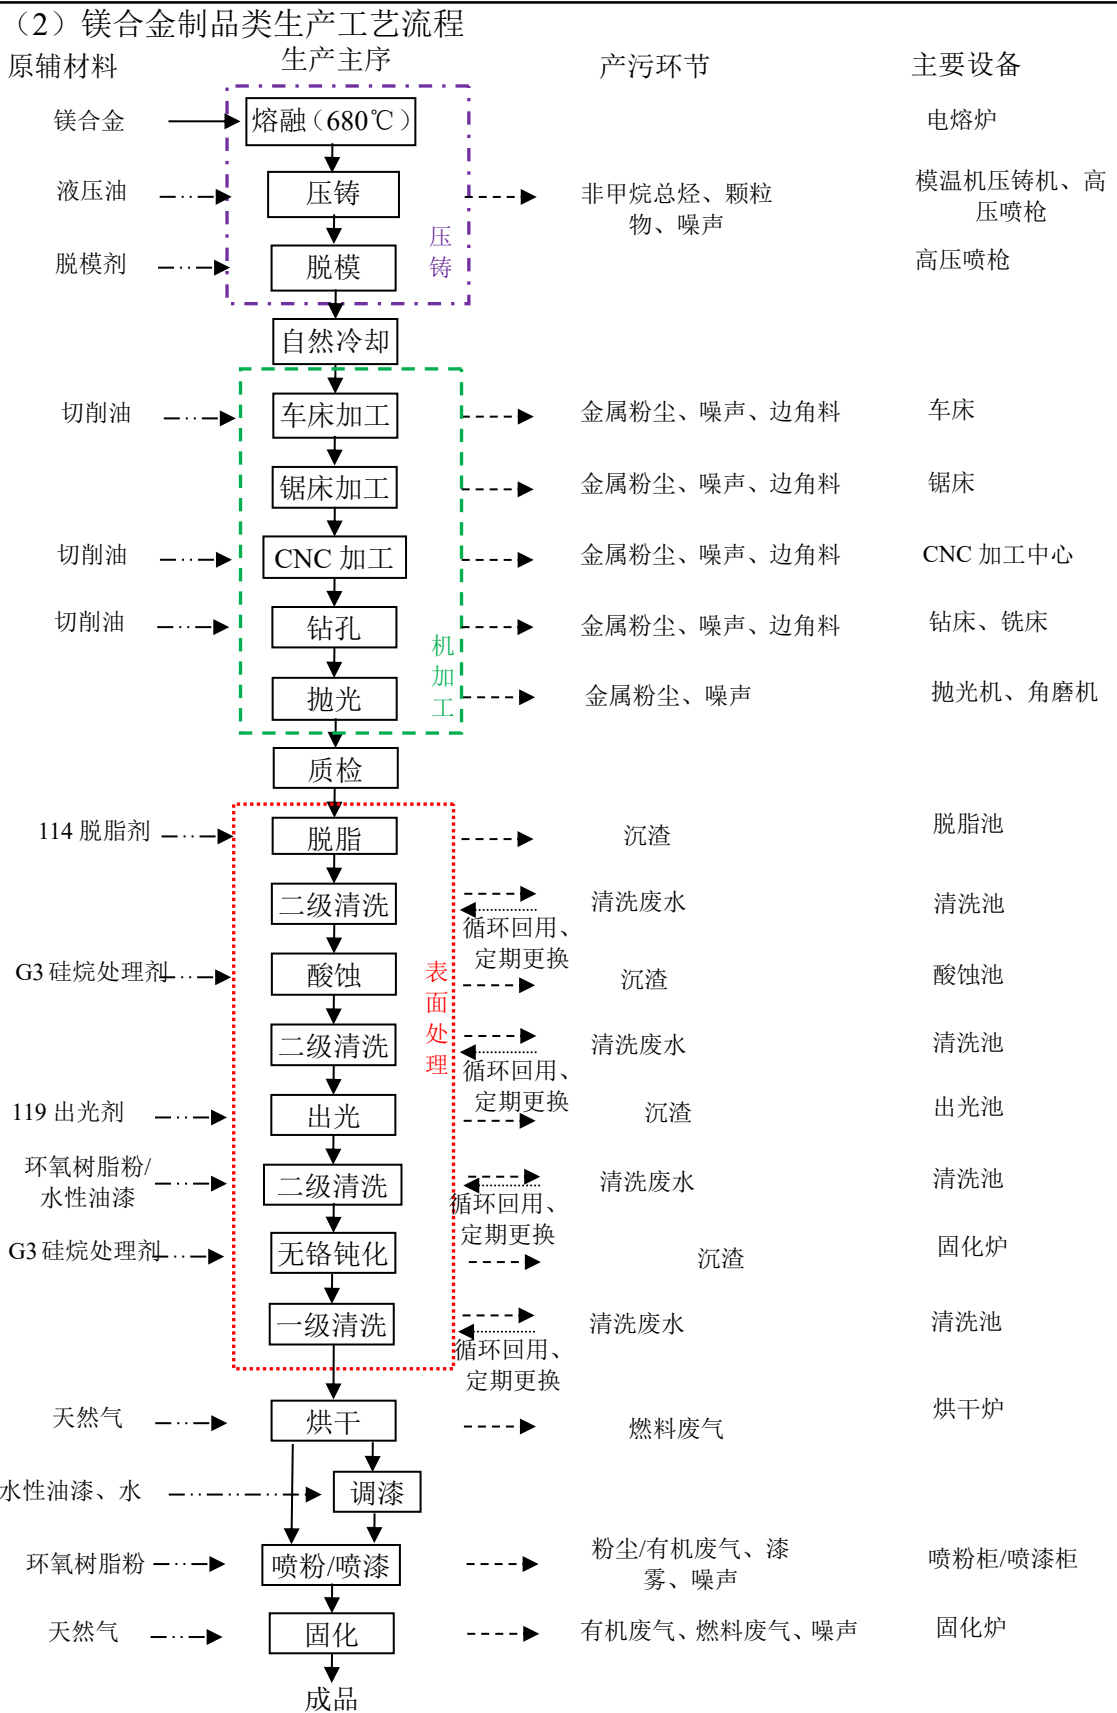 （2）镁合金制品类生产工艺流程
原辅材料
生产主序
产污环节
主要设备
镁合金
熔融（680℃）
电熔炉
液压油
压铸
非甲烷总烃、颗粒
物、噪声
模温机压铸机、高
压喷枪
压
铸
脱模剂
脱模
高压喷枪
自然冷却
切削油
车床加工
金属粉尘、噪声、边角料
车床
锯床加工
金属粉尘、噪声、边角料
锯床
切削油
CNC 加工
金属粉尘、噪声、边角料
CNC 加工中心
切削油
钻孔
金属粉尘、噪声、边角料
钻床、铣床
机
加
工
抛光
金属粉尘、噪声
抛光机、角磨机
质检
114 脱脂剂
脱脂
沉渣
脱脂池
二级清洗
清洗废水
清洗池
循环回用、
定期更换
G3 硅烷处理剂
酸蚀
沉渣
酸蚀池
表
面
处
理
二级清洗
清洗废水
清洗池
循环回用、
定期更换
119 出光剂
出光
沉渣
出光池
环氧树脂粉/
水性油漆
二级清洗
清洗废水
清洗池
循环回用、
定期更换
G3 硅烷处理剂
无铬钝化
沉渣
固化炉
一级清洗
清洗废水
清洗池
循环回用、
定期更换
天然气
烘干
燃料废气
烘干炉
水性油漆、水
调漆
环氧树脂粉
喷粉/喷漆
粉尘/有机废气、漆
雾、噪声
喷粉柜/喷漆柜
天然气
固化
有机废气、燃料废气、噪声
固化炉
成品